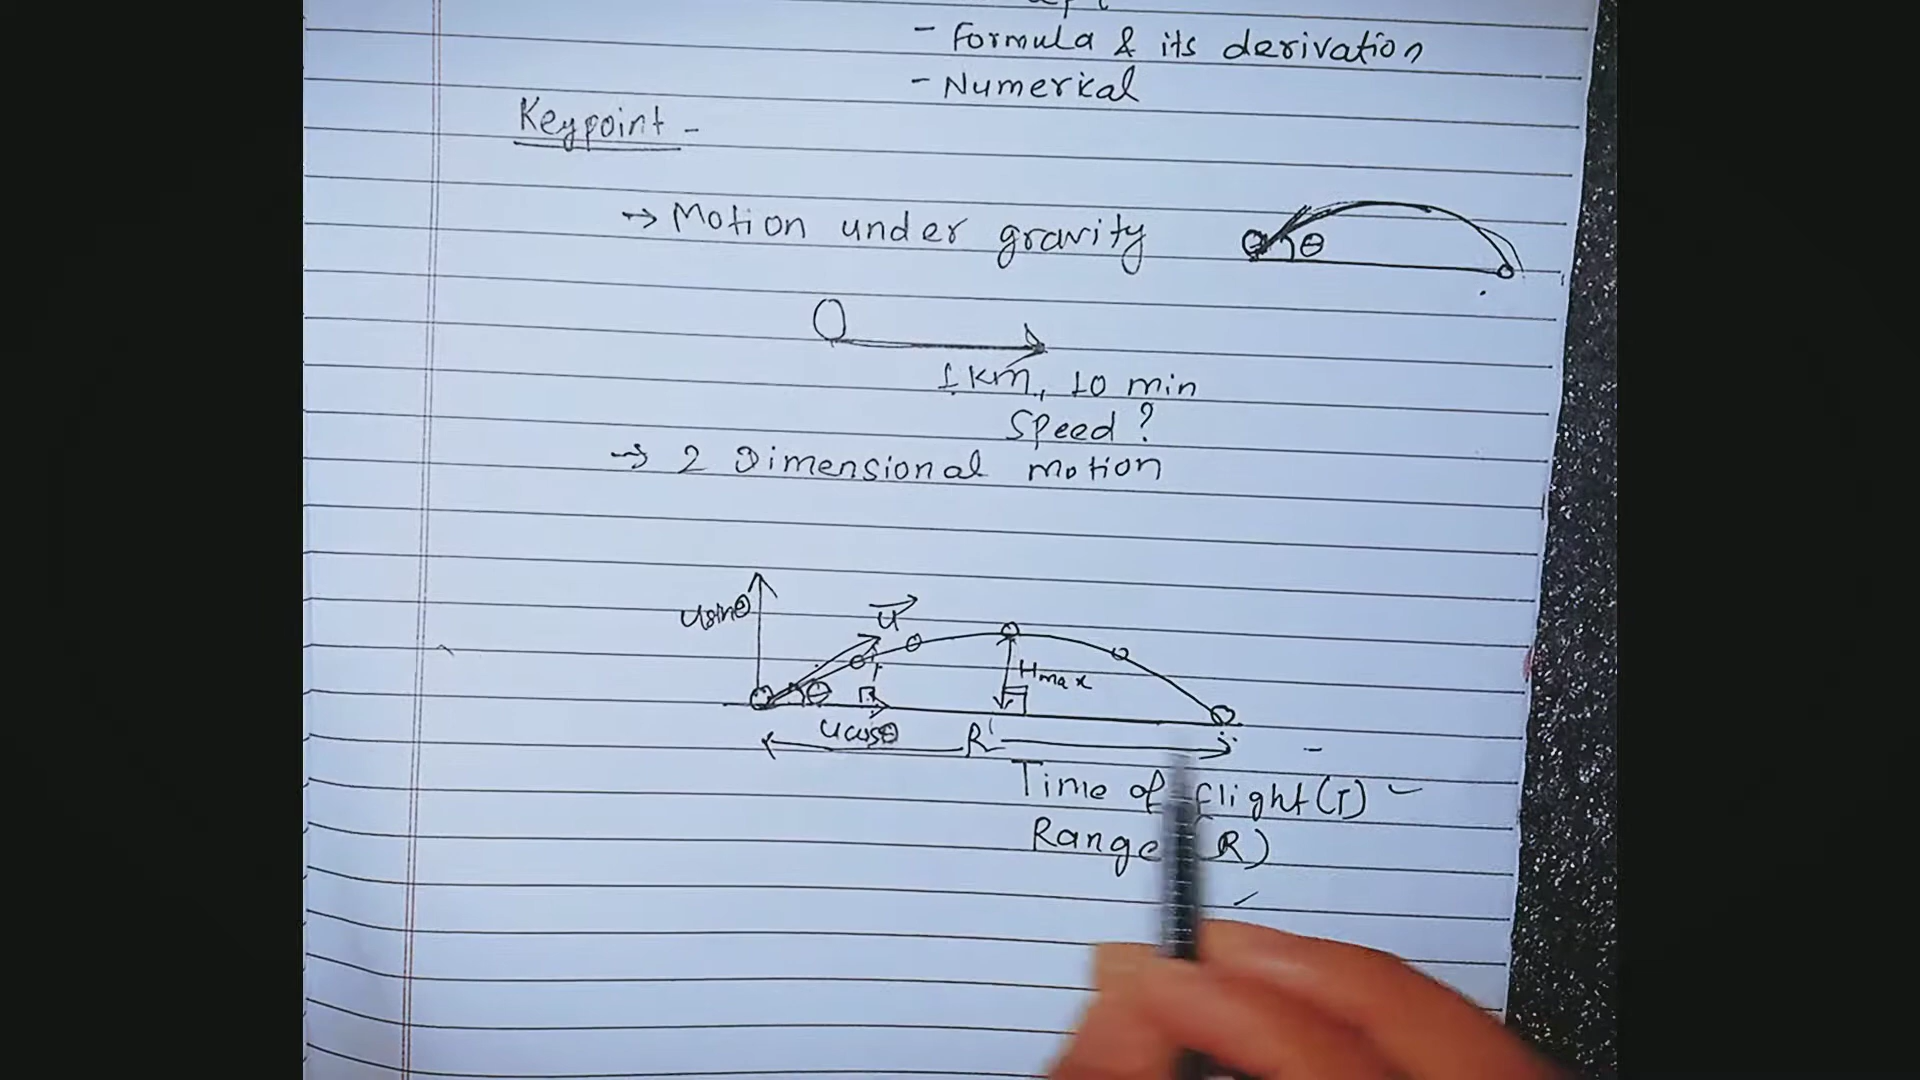 - Formula & its derivation
- Numerical
Keypoint -
→ Motion under gravity
θ
1 km, 10 min
Speed ?
→ 2 Dimensional motion
usinθ
u
Hmax
θ
ucosθ
R
Time of flight (T)
Range (R)